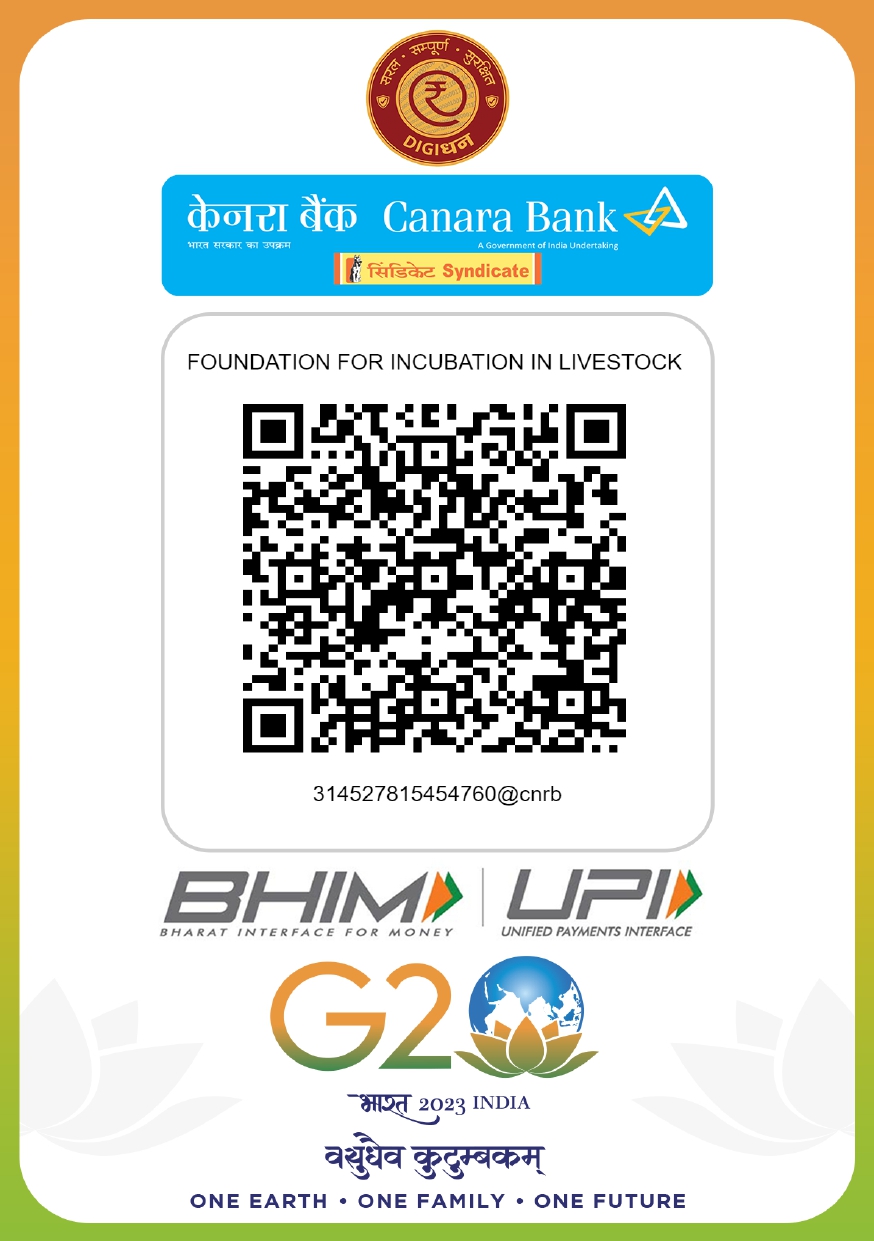 सरल · सम्पूर्ण · सुरक्षित
DIGIधन
केनरा बैंक Canara Bank
भारत सरकार का उपक्रम A Government of India Undertaking
सिंडिकेट Syndicate
FOUNDATION FOR INCUBATION IN LIVESTOCK
314527815454760@cnrb
BHIM UPI
BHARAT INTERFACE FOR MONEY UNIFIED PAYMENTS INTERFACE
G20
भारत 2023 INDIA
वसुधैव कुटुम्बकम्
ONE EARTH • ONE FAMILY • ONE FUTURE